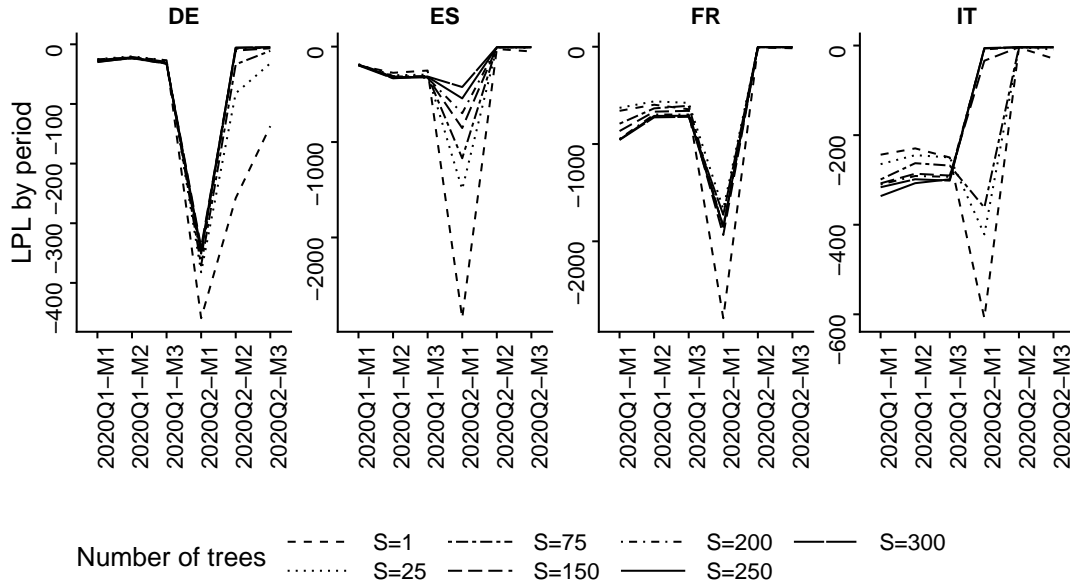 DE ES FR IT
LPL by period
0
−100
−200
−300
−400
0
−1000
−2000
0
−1000
−2000
0
−200
−400
−600
2020Q1−M1
2020Q1−M2
2020Q1−M3
2020Q2−M1
2020Q2−M2
2020Q2−M3
2020Q1−M1
2020Q1−M2
2020Q1−M3
2020Q2−M1
2020Q2−M2
2020Q2−M3
2020Q1−M1
2020Q1−M2
2020Q1−M3
2020Q2−M1
2020Q2−M2
2020Q2−M3
2020Q1−M1
2020Q1−M2
2020Q1−M3
2020Q2−M1
2020Q2−M2
2020Q2−M3
Number of trees
S=1 S=75 S=200 S=300
S=25 S=150 S=250